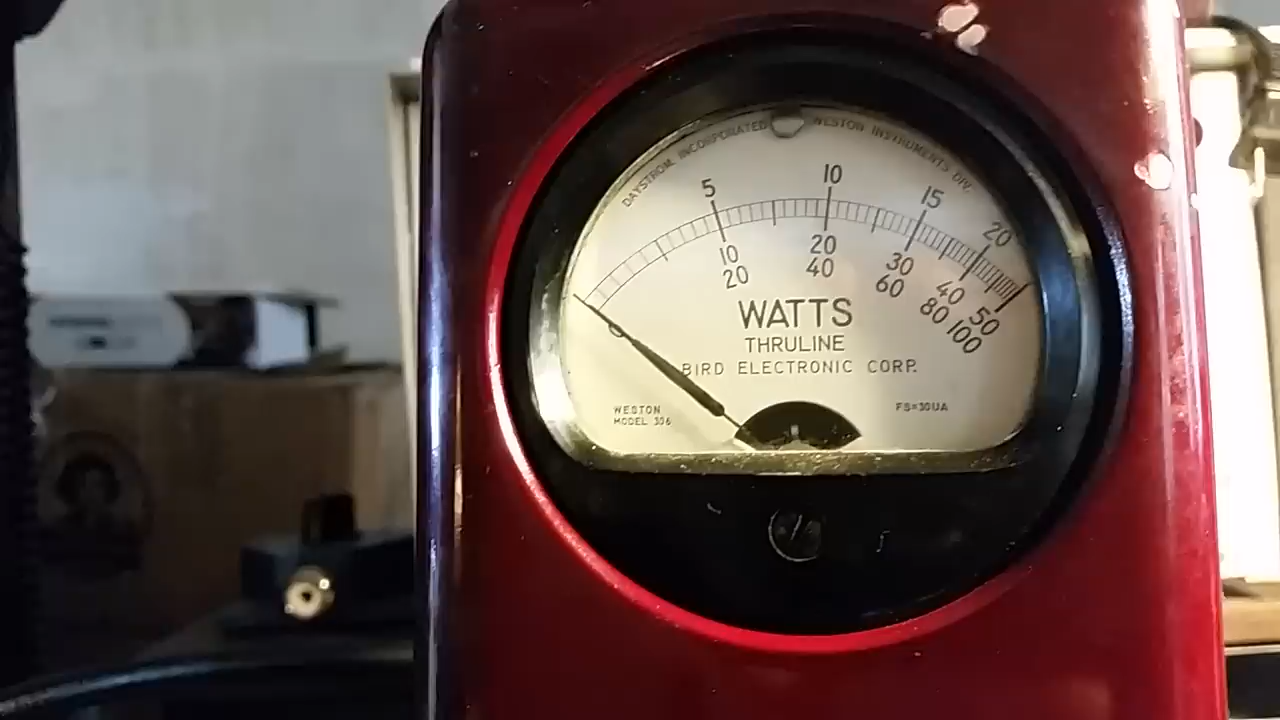 DAYSTROM INCORPORATED WESTON INSTRUMENTS DIV.
5 10 15 20
10 20 30 40 50
20 40 60 80 100
0
WATTS
THRULINE
BIRD ELECTRONIC CORP.
WESTON
MODEL 306
FS=30UA